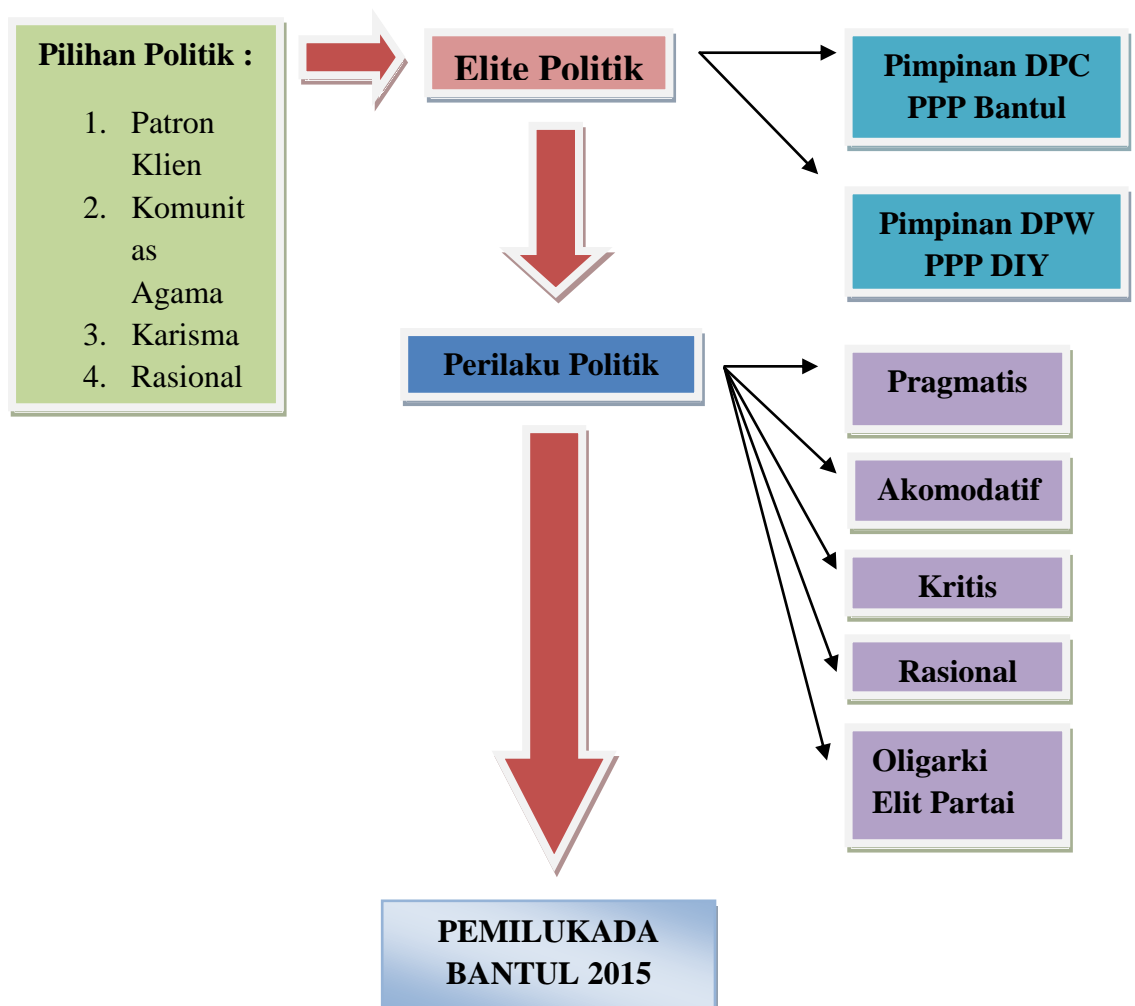 Pilihan Politik :
1. Patron
Klien
2. Komunit
as
Agama
3. Karisma
4. Rasional
Elite Politik
Pimpinan DPC
PPP Bantul
Pimpinan DPW
PPP DIY
Perilaku Politik
Pragmatis
Akomodatif
Kritis
Rasional
Oligarki
Elit Partai
PEMILUKADA
BANTUL 2015